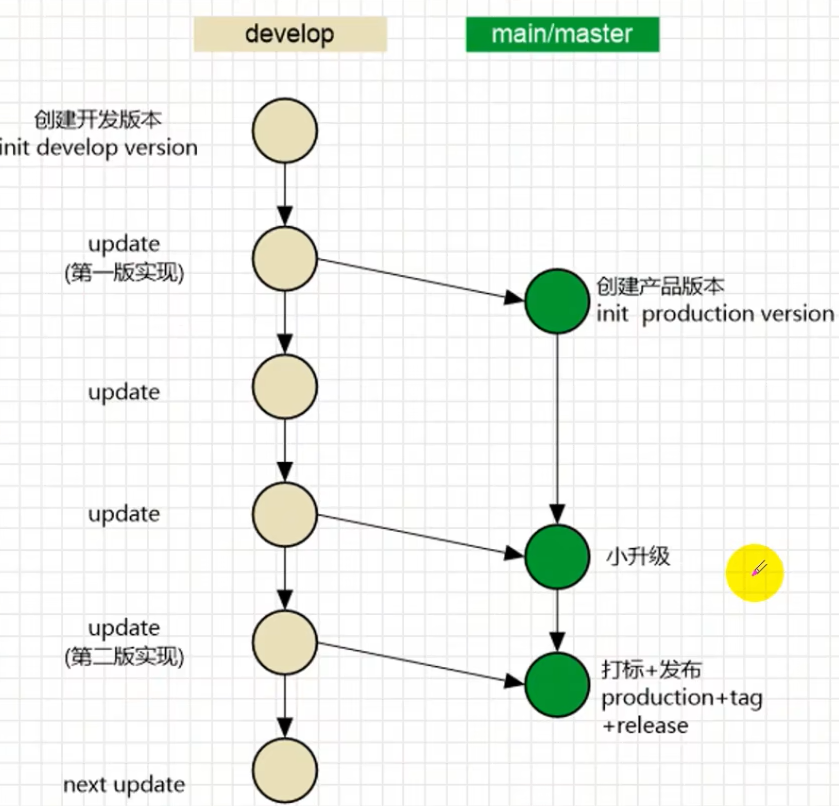 develop
main/master
创建开发版本
init develop version
update
(第一版实现)
创建产品版本
init production version
update
update
小升级
update
(第二版实现)
打标+发布
production+tag
+release
next update